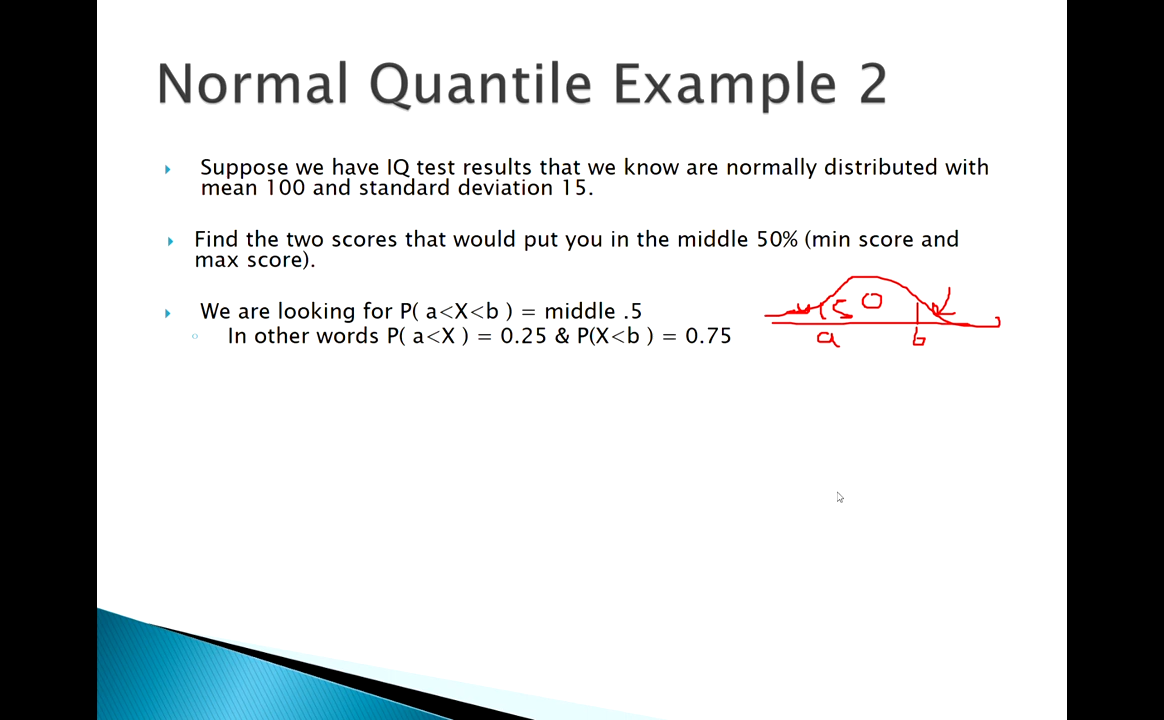 Normal Quantile Example 2
Suppose we have IQ test results that we know are normally distributed with
mean 100 and standard deviation 15.
Find the two scores that would put you in the middle 50% (min score and
max score).
We are looking for P( a<X<b ) = middle .5
In other words P( a<X ) = 0.25 & P(X<b ) = 0.75
50
a b